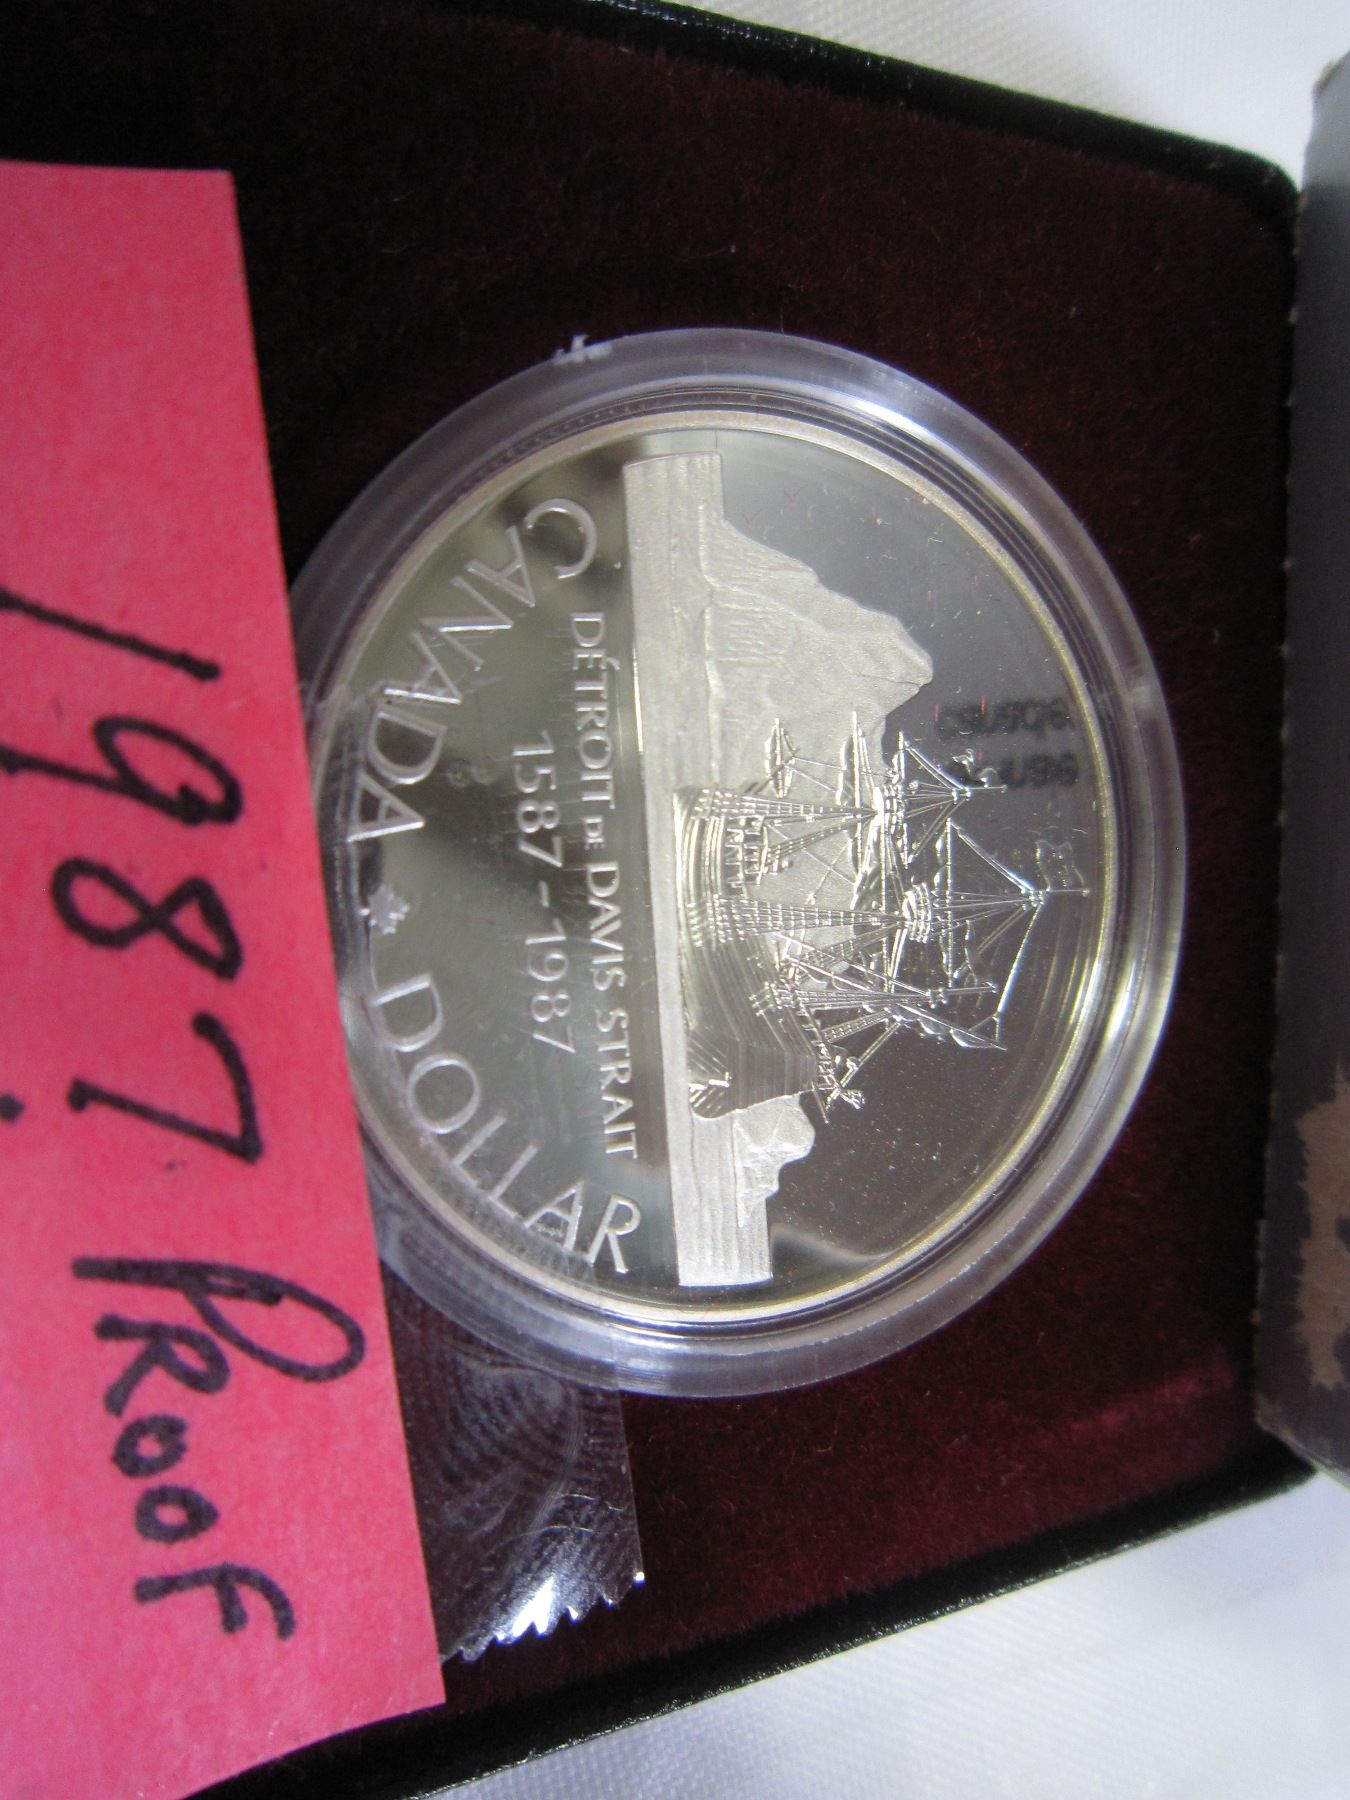 DÉTROIT DE DAVIS STRAIT
1587-1987
CANADA DOLLAR
1987 PROOF